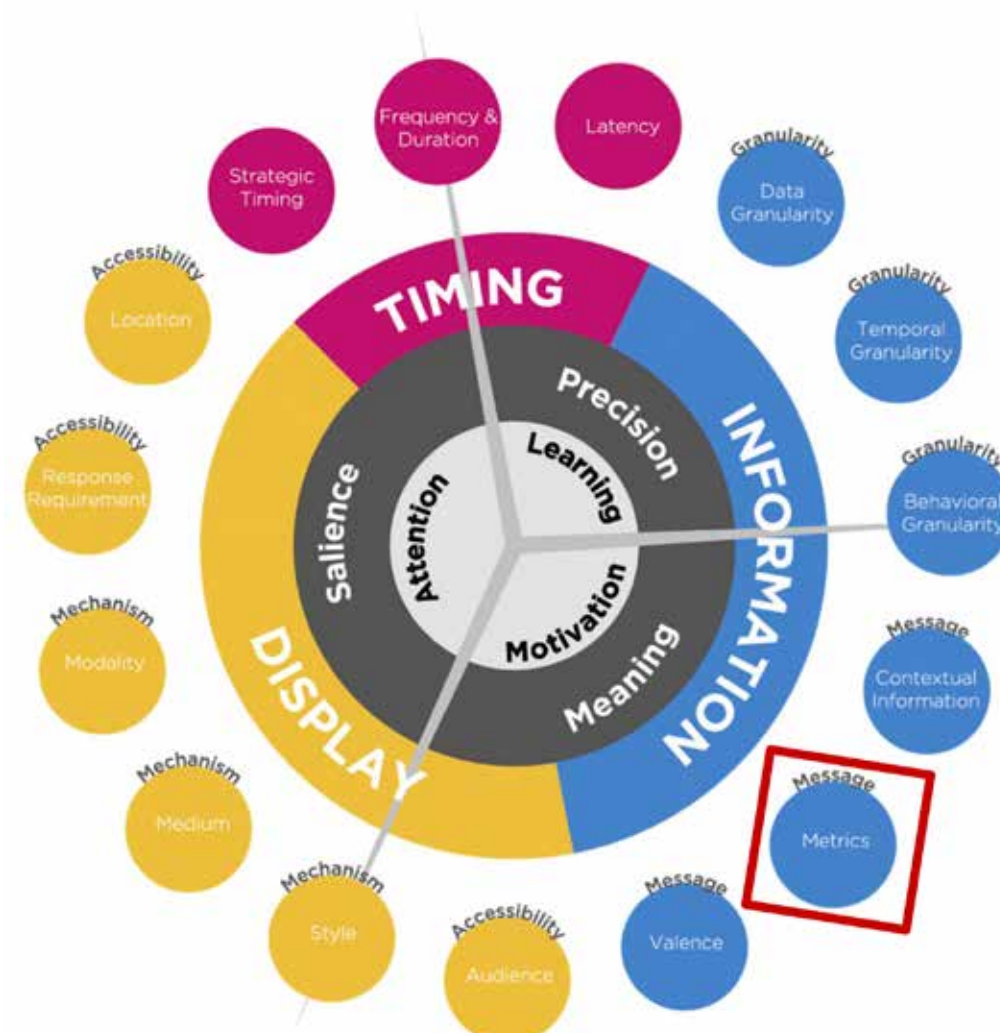 Frequency &
Duration
Latency
Granularity
Data
Granularity
Granularity
Temporal
Granularity
Granularity
Behavioral
Granularity
Message
Contextual
Information
Message
Metrics
Message
Valence
Accessibility
Audience
Mechanism
Style
Mechanism
Medium
Mechanism
Modality
Accessibility
Response
Requirement
Accessibility
Location
Strategic
Timing
TIMING
INFORMATION
DISPLAY
Precision
Meaning
Salience
Learning
Motivation
Attention